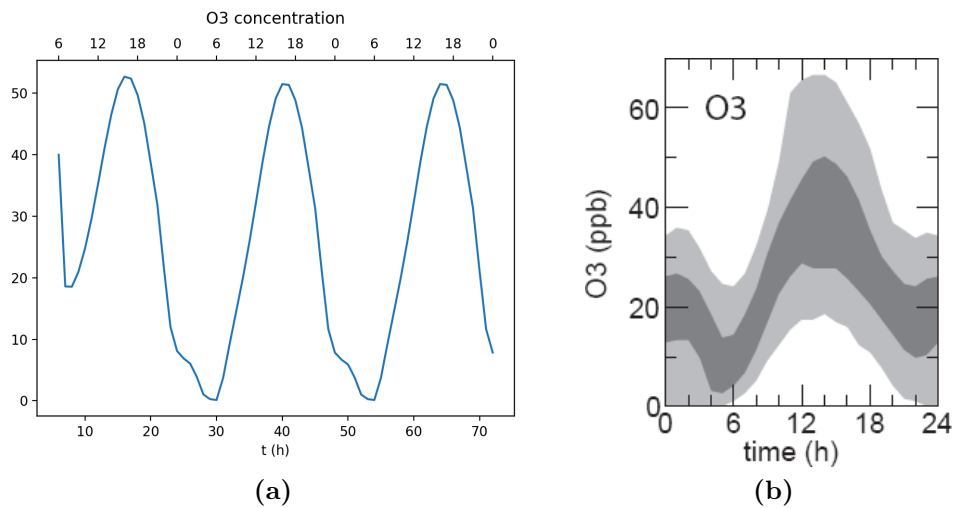 O3 concentration
6 12 18 0 6 12 18 0 6 12 18 0
50
40
30
20
10
0
10 20 30 40 50 60 70
t (h)
(a)
O3
O3 (ppb)
60
40
20
0
0 6 12 18 24
time (h)
(b)